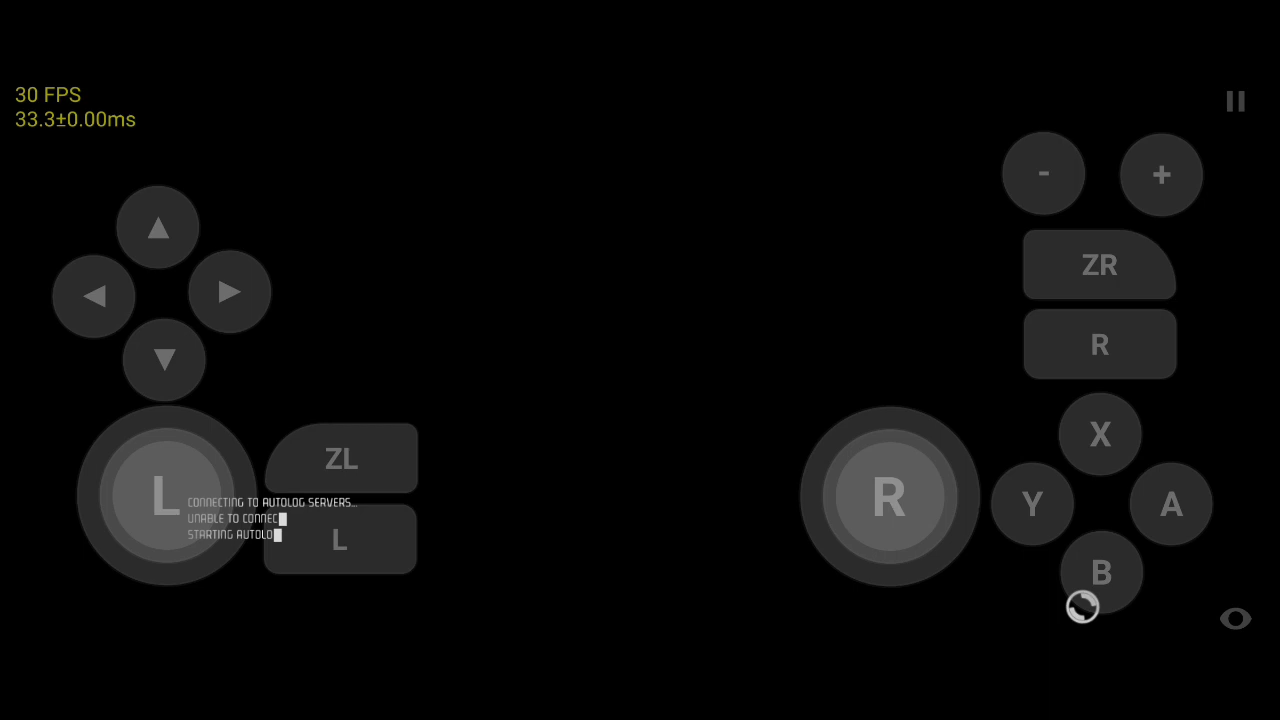 30 FPS
33.3±0.00ms
-
+
ZR
R
X
Y
A
B
R
ZL
L
L
CONNECTING TO AUTOLOG SERVERS...
UNABLE TO CONNEC
STARTING AUTOLO